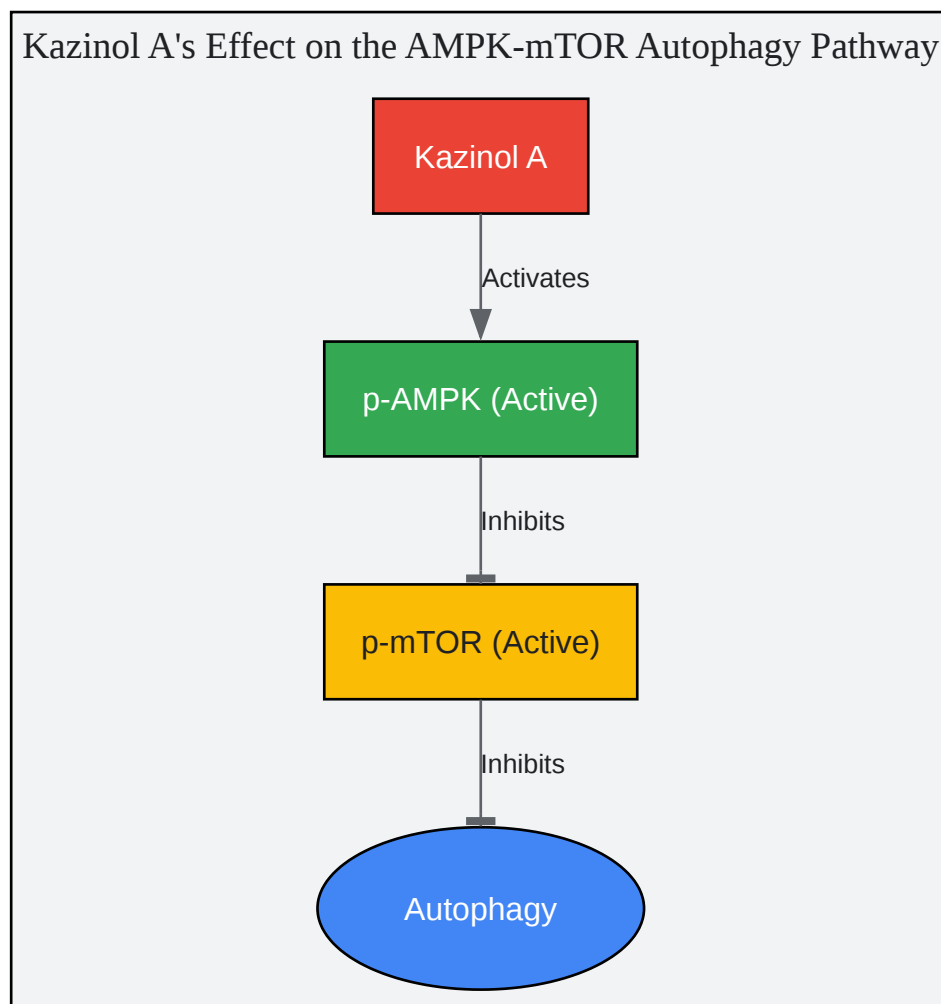 Kazinol A's Effect on the AMPK-mTOR Autophagy Pathway
Kazinol A
Activates
p-AMPK (Active)
Inhibits
p-mTOR (Active)
Inhibits
Autophagy